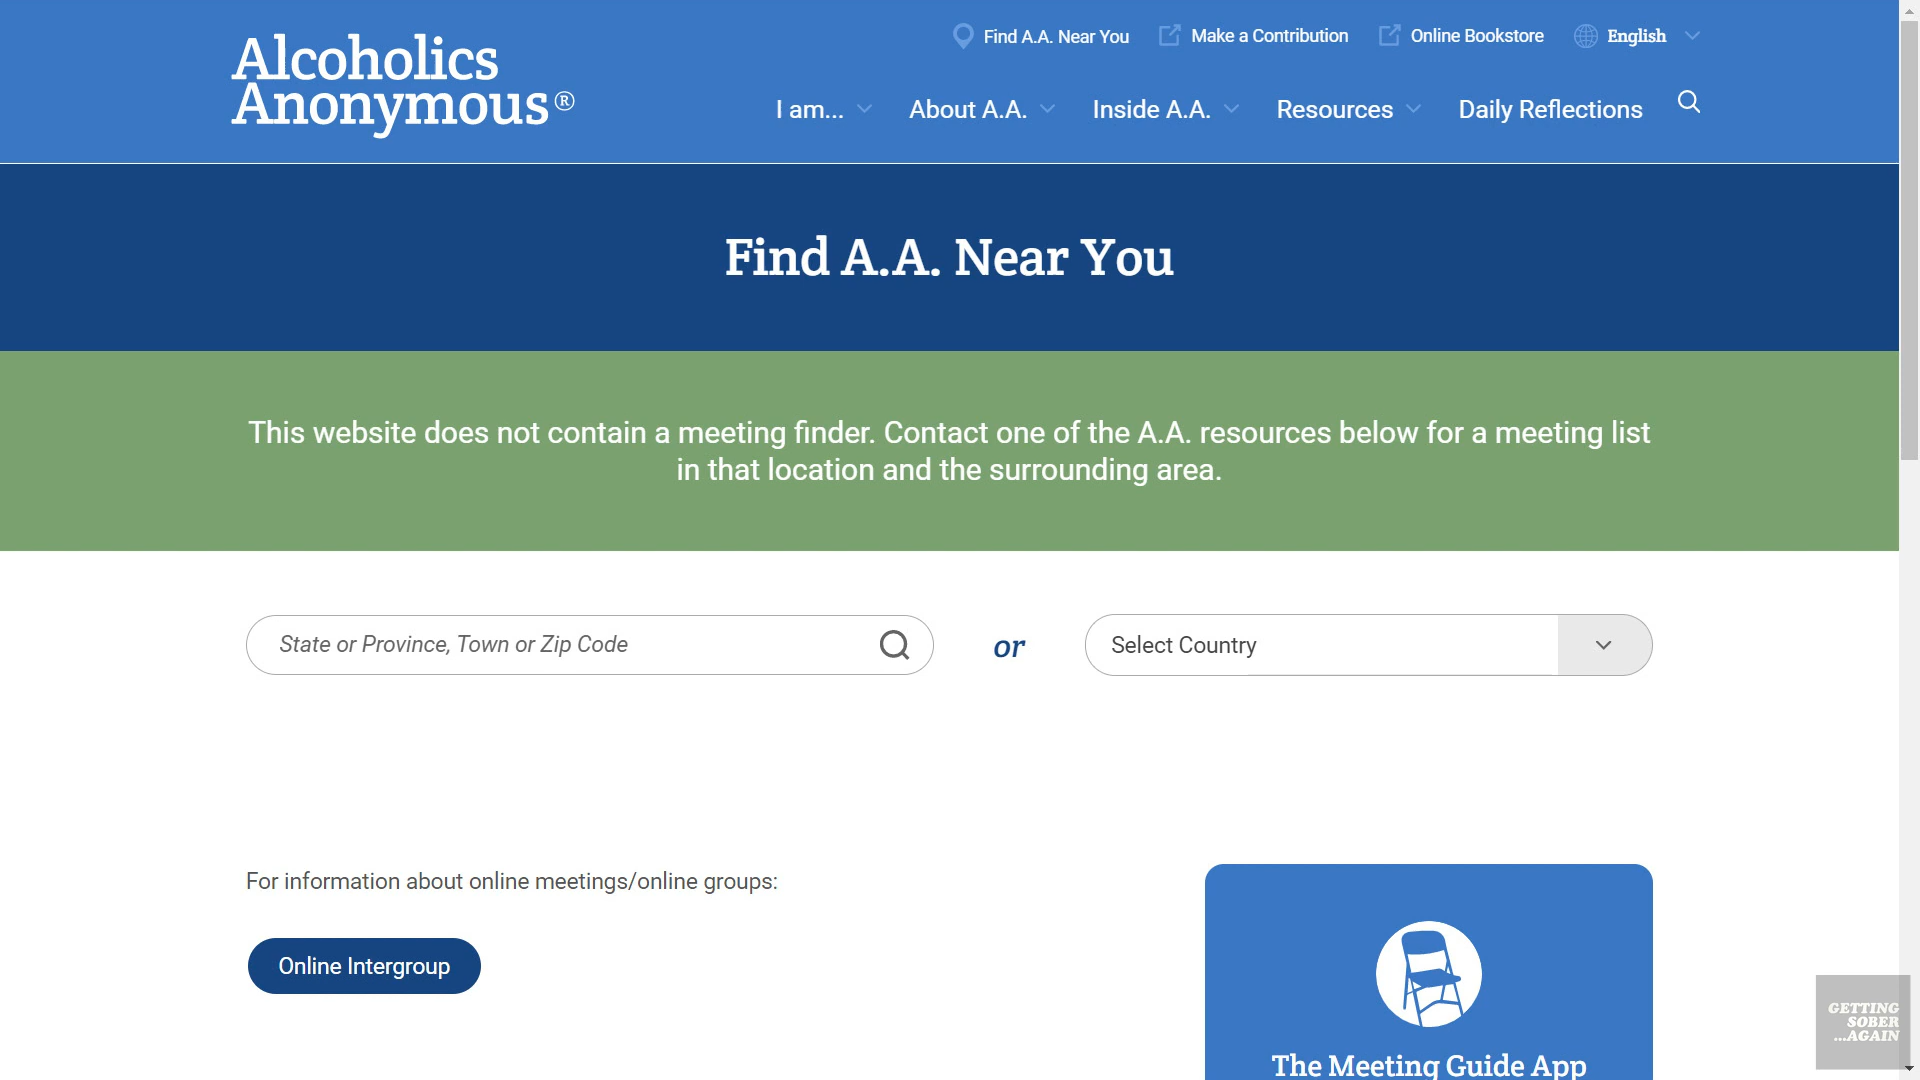 Alcoholics
Anonymous®
Find A.A. Near You
Make a Contribution
Online Bookstore
English
I am...
About A.A.
Inside A.A.
Resources
Daily Reflections
Find A.A. Near You
This website does not contain a meeting finder. Contact one of the A.A. resources below for a meeting list
in that location and the surrounding area.
State or Province, Town or Zip Code
or
Select Country
For information about online meetings/online groups:
Online Intergroup
The Meeting Guide App
GETTING
SOBER
...AGAIN